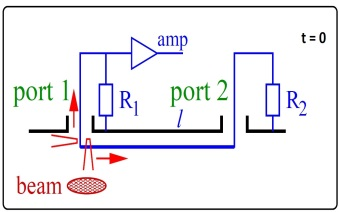 amp
t = 0
port 1
R1
port 2
l
R2
beam